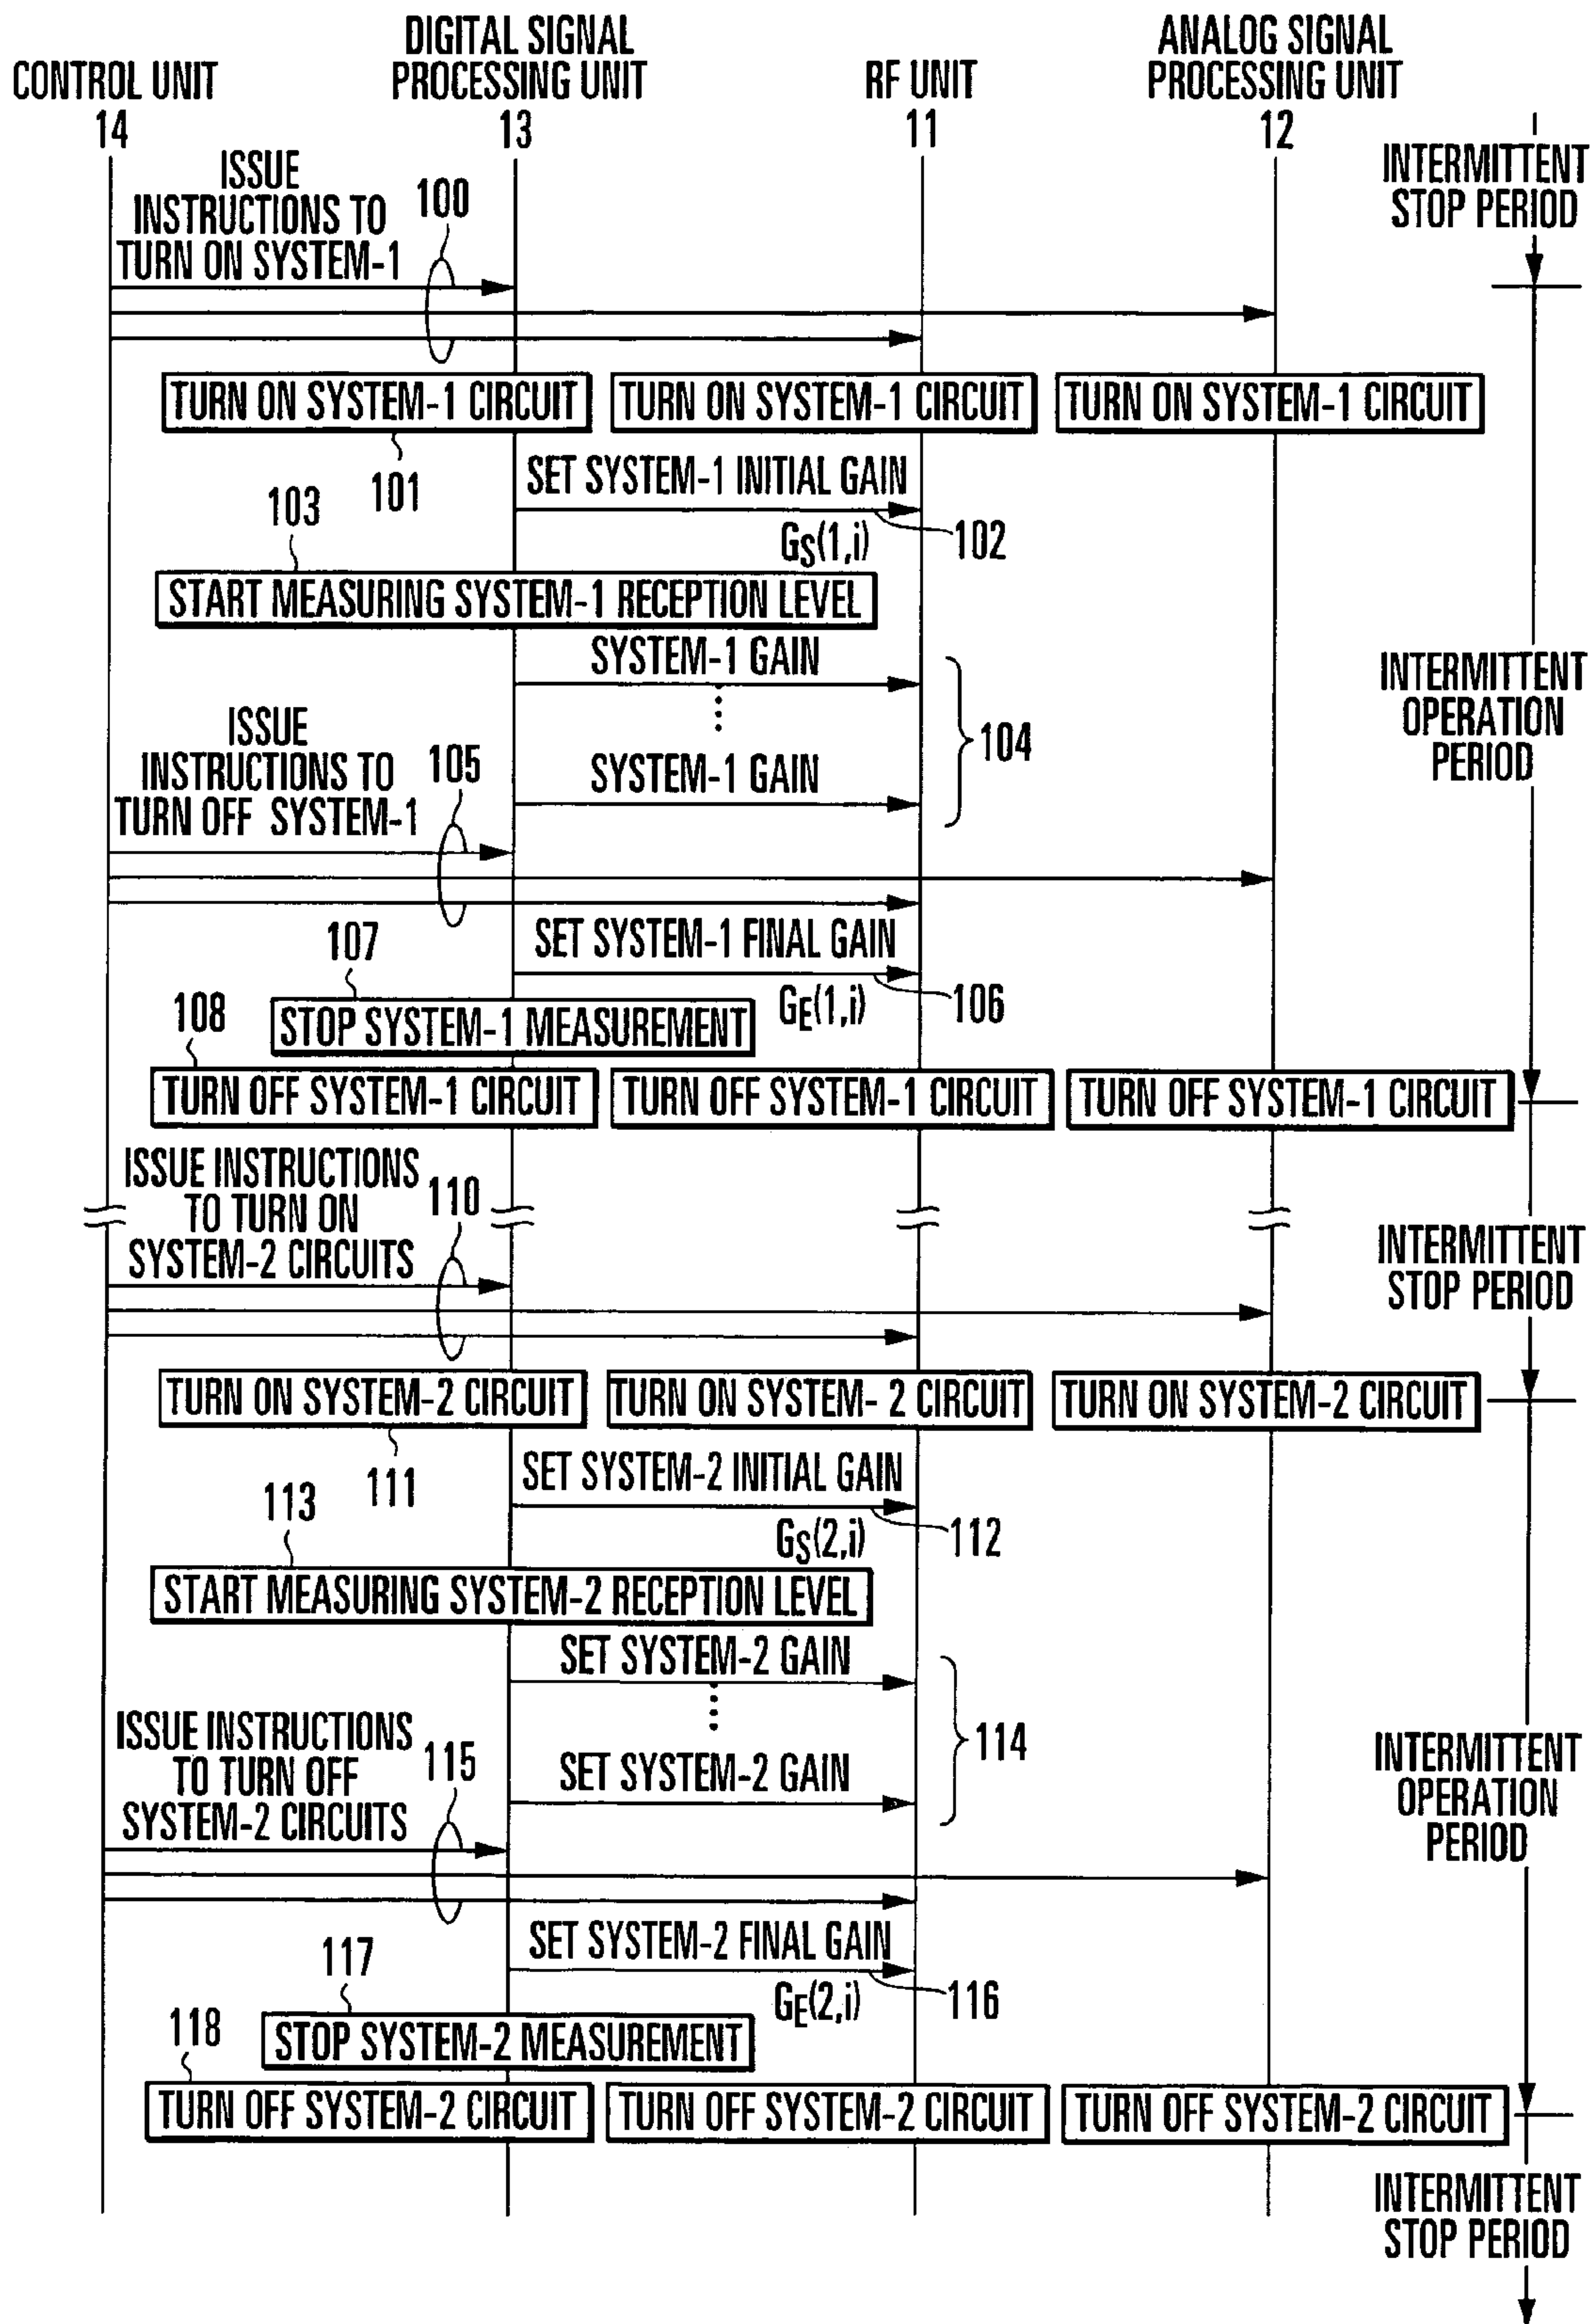 CONTROL UNIT
14
DIGITAL SIGNAL
PROCESSING UNIT
13
RF UNIT
11
ANALOG SIGNAL
PROCESSING UNIT
12
INTERMITTENT
STOP PERIOD
ISSUE
INSTRUCTIONS TO
TURN ON SYSTEM-1
100
TURN ON SYSTEM-1 CIRCUIT
TURN ON SYSTEM-1 CIRCUIT
TURN ON SYSTEM-1 CIRCUIT
101
SET SYSTEM-1 INITIAL GAIN
102
GS(1,i)
103
START MEASURING SYSTEM-1 RECEPTION LEVEL
SYSTEM-1 GAIN
SYSTEM-1 GAIN
104
INTERMITTENT
OPERATION
PERIOD
ISSUE
INSTRUCTIONS TO
TURN OFF SYSTEM-1
105
SET SYSTEM-1 FINAL GAIN
106
GE(1,i)
107
STOP SYSTEM-1 MEASUREMENT
108
TURN OFF SYSTEM-1 CIRCUIT
TURN OFF SYSTEM-1 CIRCUIT
TURN OFF SYSTEM-1 CIRCUIT
ISSUE INSTRUCTIONS
TO TURN ON
SYSTEM-2 CIRCUITS
110
INTERMITTENT
STOP PERIOD
TURN ON SYSTEM-2 CIRCUIT
TURN ON SYSTEM- 2 CIRCUIT
TURN ON SYSTEM-2 CIRCUIT
111
SET SYSTEM-2 INITIAL GAIN
112
GS(2,i)
113
START MEASURING SYSTEM-2 RECEPTION LEVEL
SET SYSTEM-2 GAIN
SET SYSTEM-2 GAIN
114
INTERMITTENT
OPERATION
PERIOD
ISSUE INSTRUCTIONS
TO TURN OFF
SYSTEM-2 CIRCUITS
115
SET SYSTEM-2 FINAL GAIN
116
GE(2,i)
117
STOP SYSTEM-2 MEASUREMENT
118
TURN OFF SYSTEM-2 CIRCUIT
TURN OFF SYSTEM-2 CIRCUIT
TURN OFF SYSTEM-2 CIRCUIT
INTERMITTENT
STOP PERIOD